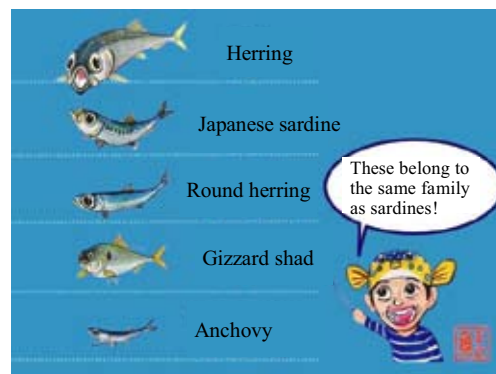 Herring
Japanese sardine
Round herring
Gizzard shad
Anchovy
These belong to
the same family
as sardines!